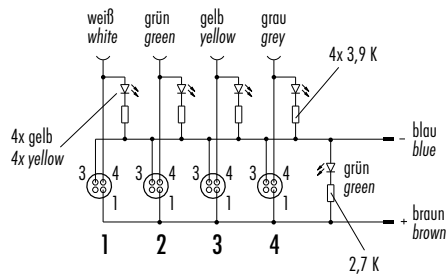 weiß grün gelb grau
white green yellow grey
4x 3,9 K
4x gelb
4x yellow
– blau
blue
grün
green
3 4 3 4 3 4 3 4
1 1 1 1
+ braun
brown
1 2 3 4
2,7 K